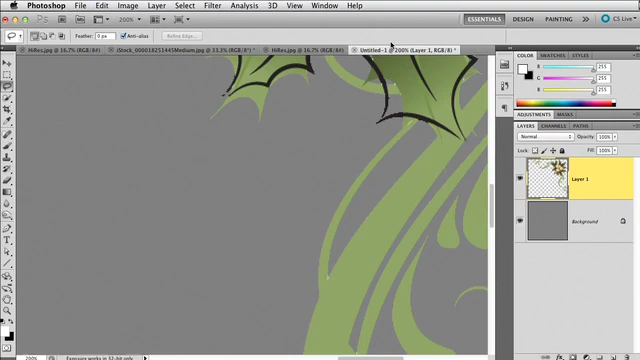 Photoshop File Edit Image Layer Select Filter Analysis 3D View Window Help
200% ESSENTIALS DESIGN PAINTING CS Live
Feather: 0 px Anti-alias Refine Edge...
HiRes.jpg @ 16.7% (RGB/8#) iStock_000018251445Medium.jpg @ 33.3% (RGB/8*) * HiRes.jpg @ 16.7% (RGB/8#) Untitled-1 @ 200% (Layer 1, RGB/8) *
COLOR SWATCHES STYLES
R 255
G 255
B 255
ADJUSTMENTS MASKS
LAYERS CHANNELS PATHS
Normal Opacity: 100%
Lock: Fill: 100%
Layer 1
Background
200% Exposure works in 32-bit only